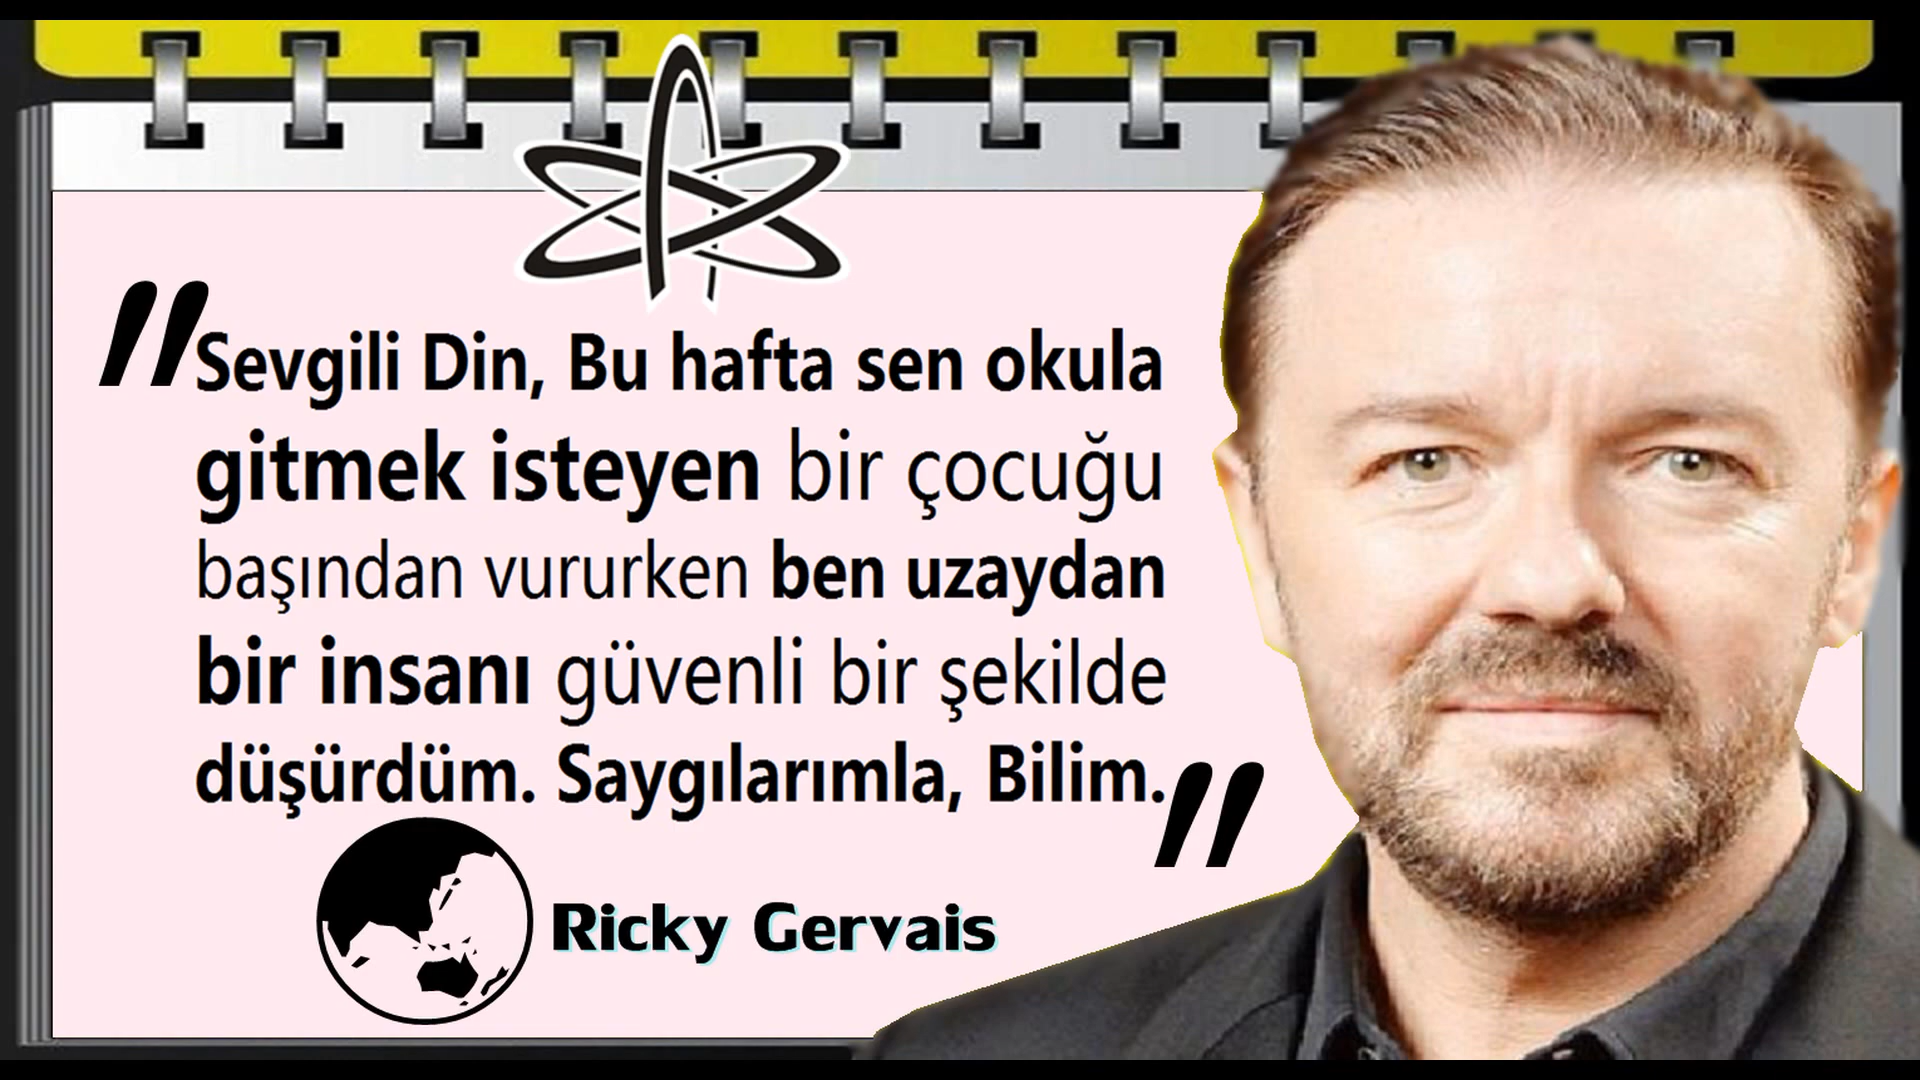 "Sevgili Din, Bu hafta sen okula
gitmek isteyen bir çocuğu
başından vururken ben uzaydan
bir insanı güvenli bir şekilde
düşürdüm. Saygılarımla, Bilim."
Ricky Gervais